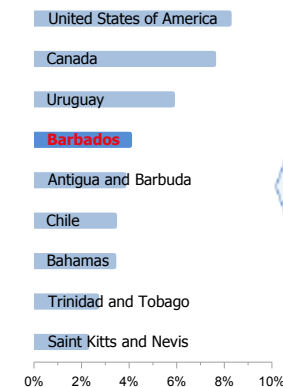 United States of America
Canada
Uruguay
Barbados
Antigua and Barbuda
Chile
Bahamas
Trinidad and Tobago
Saint Kitts and Nevis
0% 2% 4% 6% 8% 10%